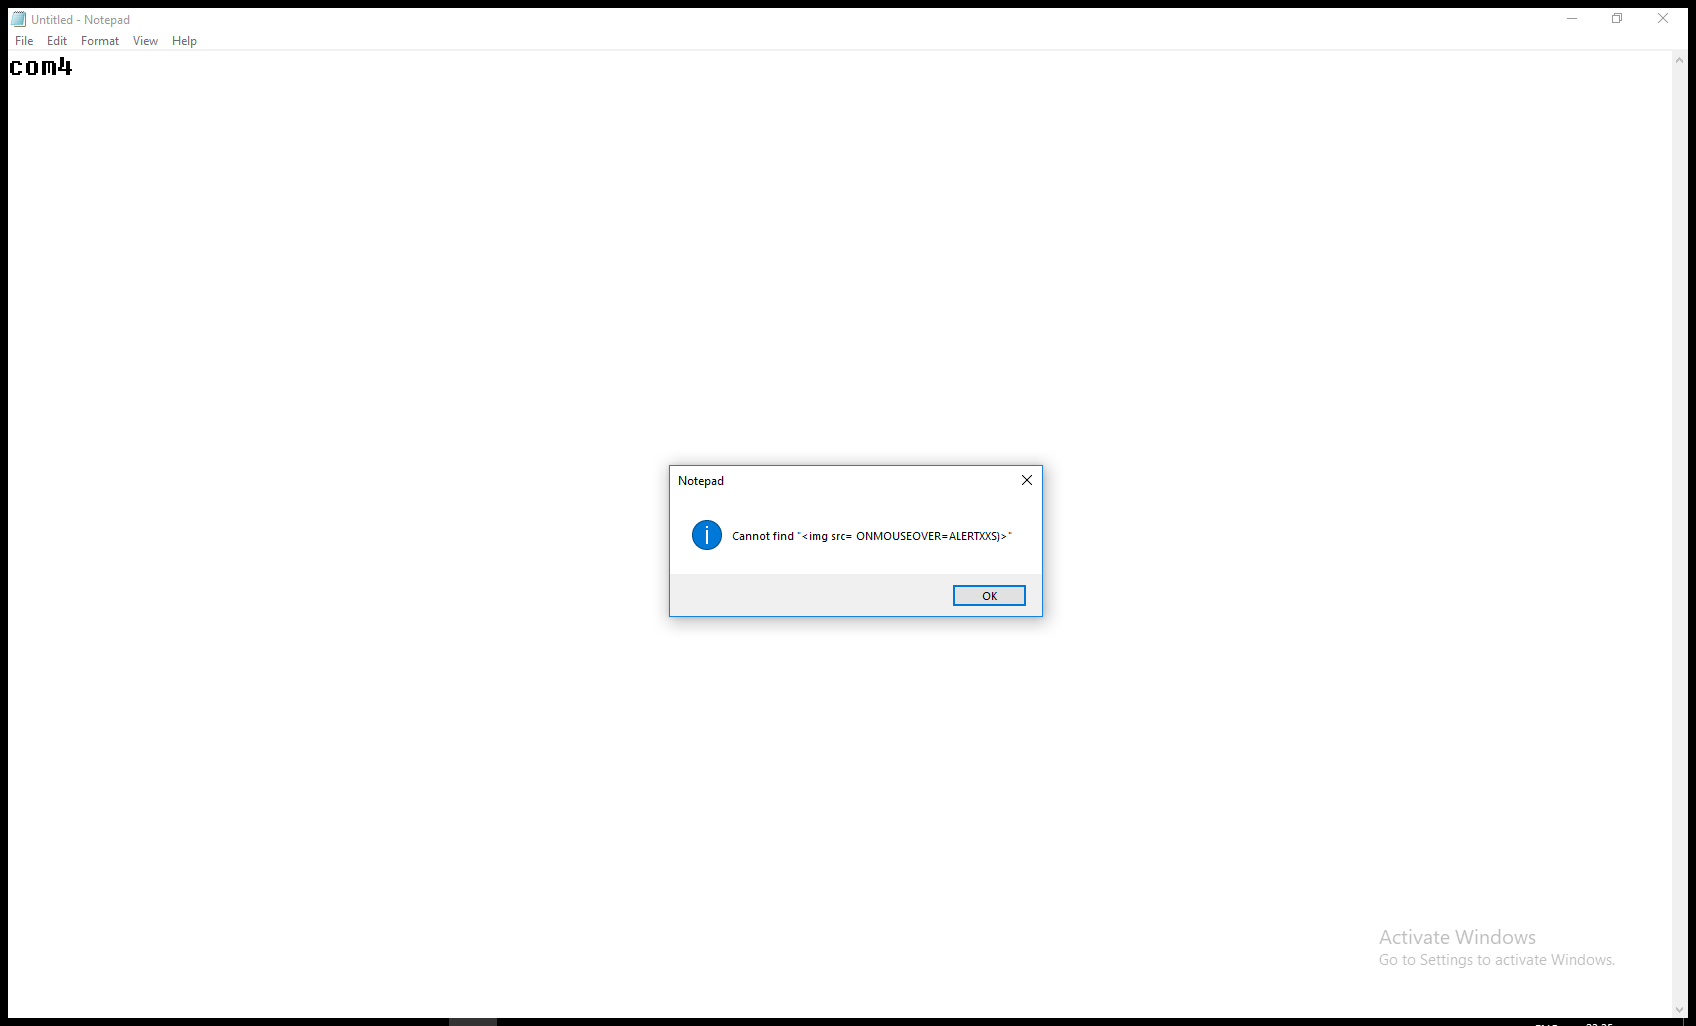 Untitled - Notepad
File Edit Format View Help
com4
Notepad
Cannot find "<img src= ONMOUSEOVER=ALERTXXS)>"
OK
Activate Windows
Go to Settings to activate Windows.